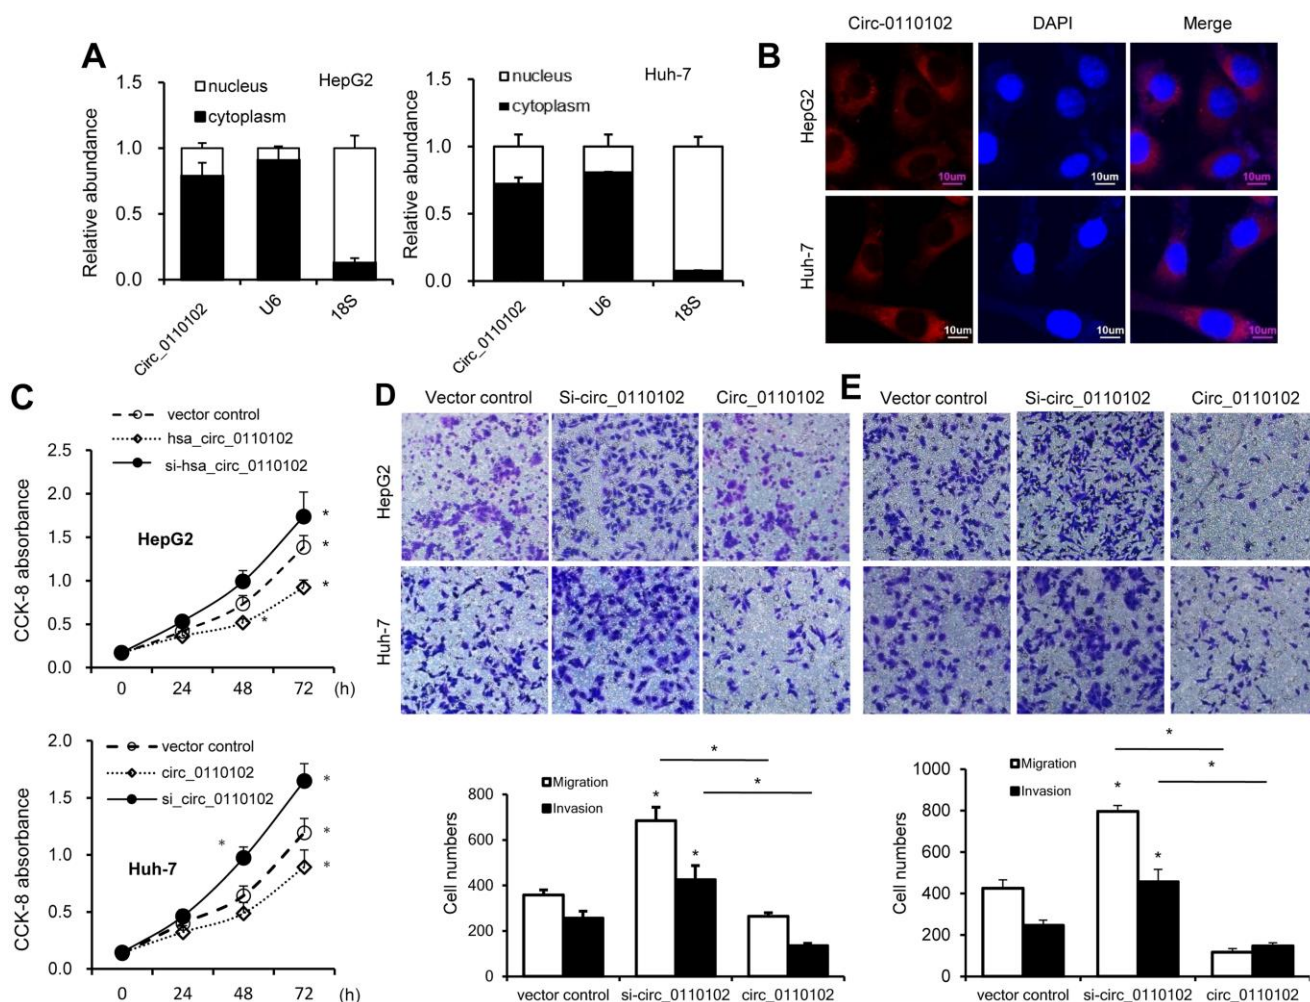 A
1.5
1.0
0.5
0.0
Relative abundance
nucleus
cytoplasm
HepG2
Circ_0110102
U6
18S
1.5
1.0
0.5
0.0
Relative abundance
nucleus
cytoplasm
Huh-7
Circ_0110102
U6
18S
B
Circ-0110102 DAPI Merge
HepG2
10um 10um 10um
Huh-7
10um 10um 10um
C
vector control
hsa_circ_0110102
si-hsa_circ_0110102
2.5
2.0
1.5
1.0
0.5
0.0
CCK-8 absorbance
HepG2
*
*
*
*
0 24 48 72 (h)
vector control
circ_0110102
si_circ_0110102
2.0
1.5
1.0
0.5
0.0
CCK-8 absorbance
Huh-7
*
*
*
*
0 24 48 72 (h)
D
Vector control Si-circ_0110102 Circ_0110102
HepG2
Huh-7
Migration
Invasion
*
*
*
*
800
600
400
200
0
Cell numbers
vector control si-circ_0110102 circ_0110102
E
Vector control Si-circ_0110102 Circ_0110102
Migration
Invasion
*
*
*
*
1000
800
600
400
200
0
Cell numbers
vector control si-circ_0110102 circ_0110102